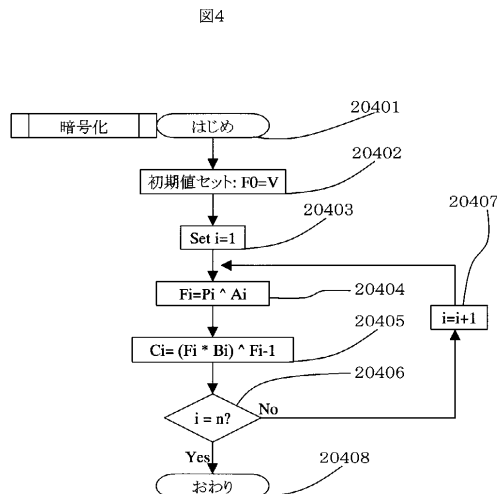 図4
20401
暗号化
はじめ
20402
初期値セット: F0=V
20403
20407
Set i=1
Fi=Pi ^ Ai
20404
i=i+1
20405
Ci= (Fi * Bi) ^ Fi-1
20406
i = n?
No
Yes
20408
おわり